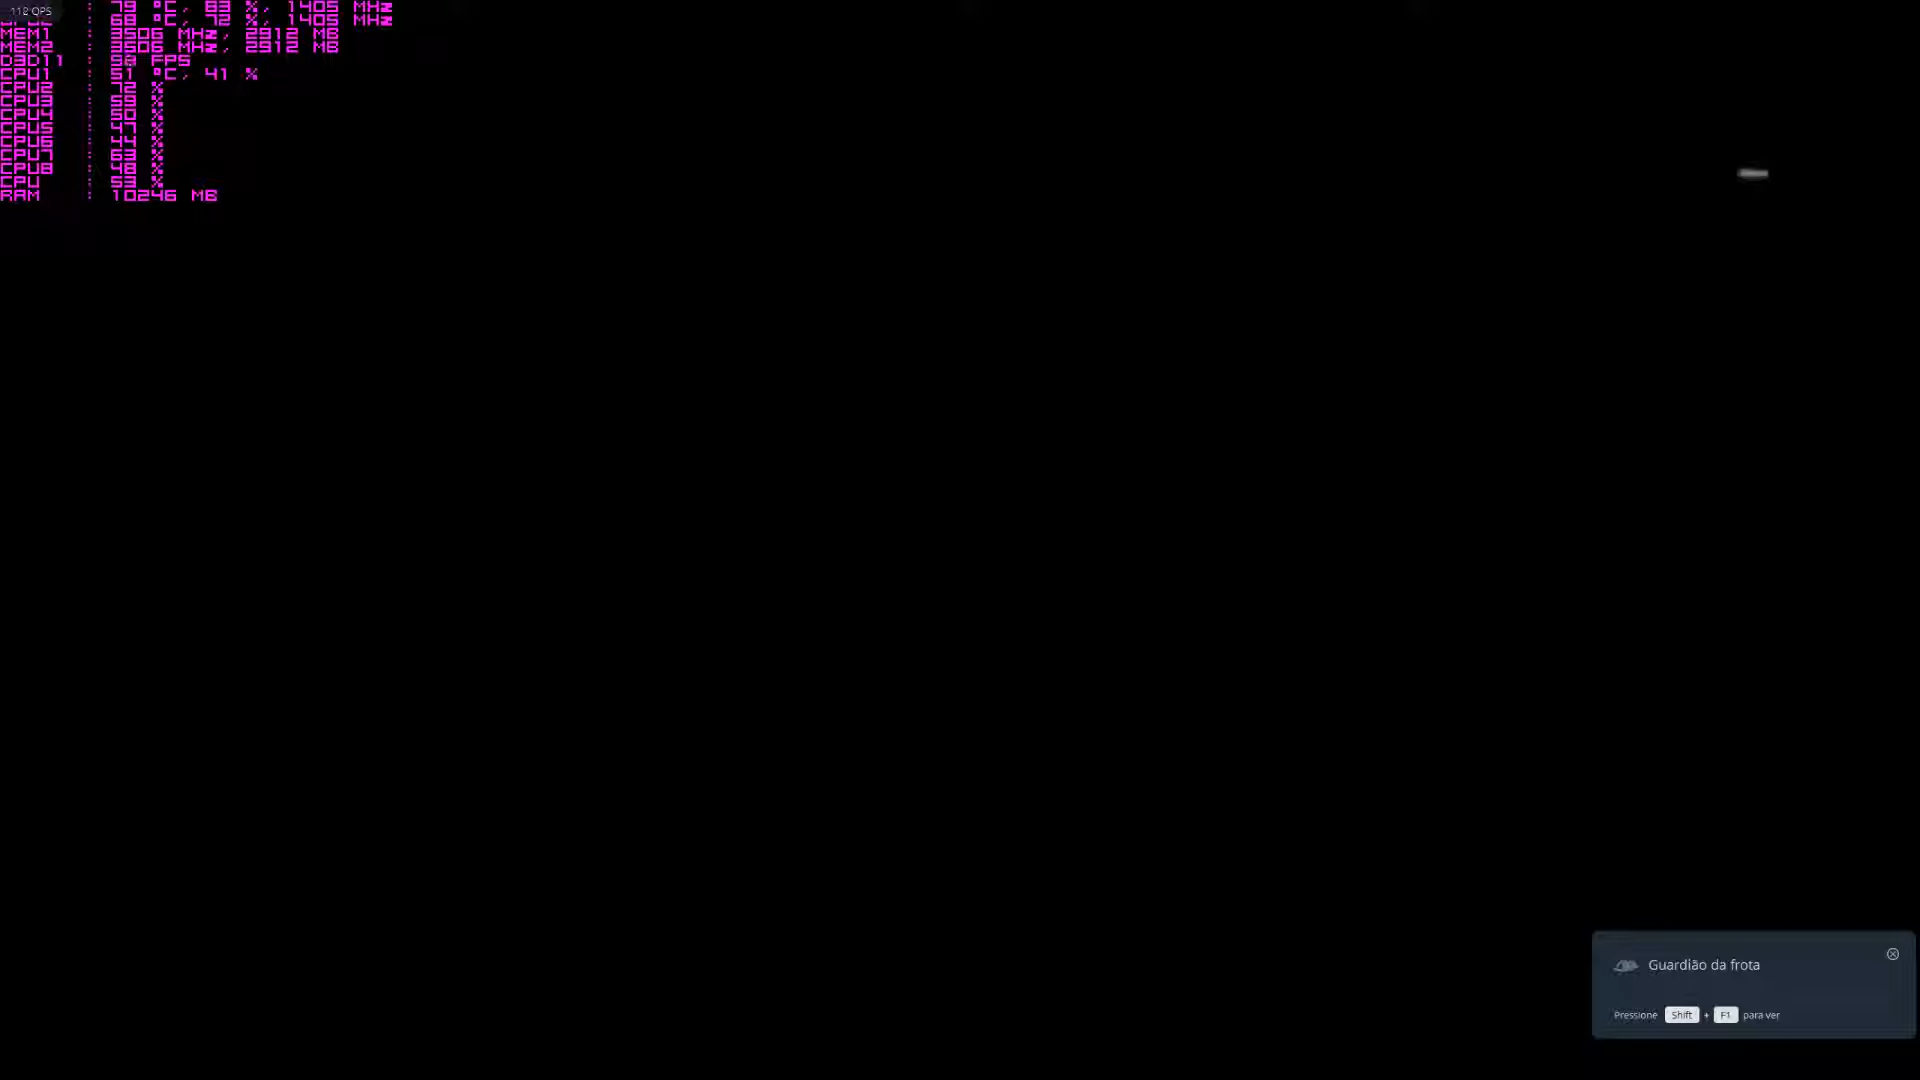 112 QPS
: 79 °C, 63 %, 1405 MHz
: 68 °C, 72 %, 1405 MHz
MEM1 : 3506 MHz, 2912 MB
MEM2 : 3506 MHz, 2912 MB
D3D11 : FPS
CPU1 : 51 °C, 41 %
CPU2 : 72 %
CPU3 : 59 %
CPU4 : 50 %
CPU5 : 47 %
CPU6 : 44 %
CPU7 : 63 %
CPU8 : 48 %
CPU : 53 %
RAM : 10246 MB
Guardião da frota
Pressione Shift + F1 para ver